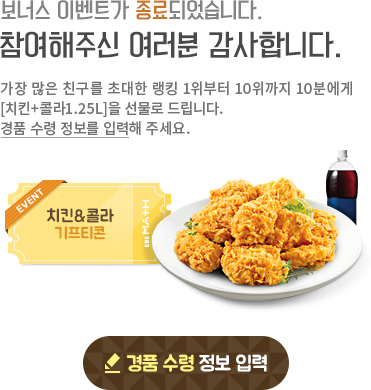 보너스 이벤트가 종료되었습니다.
참여해주신 여러분 감사합니다.
가장 많은 친구를 초대한 랭킹 1위부터 10위까지 10분에게
[치킨+콜라1.25L]을 선물로 드립니다.
경품 수령 정보를 입력해 주세요.
EVENT
치킨&콜라
기프티콘
EBS MATH
경품 수령 정보 입력